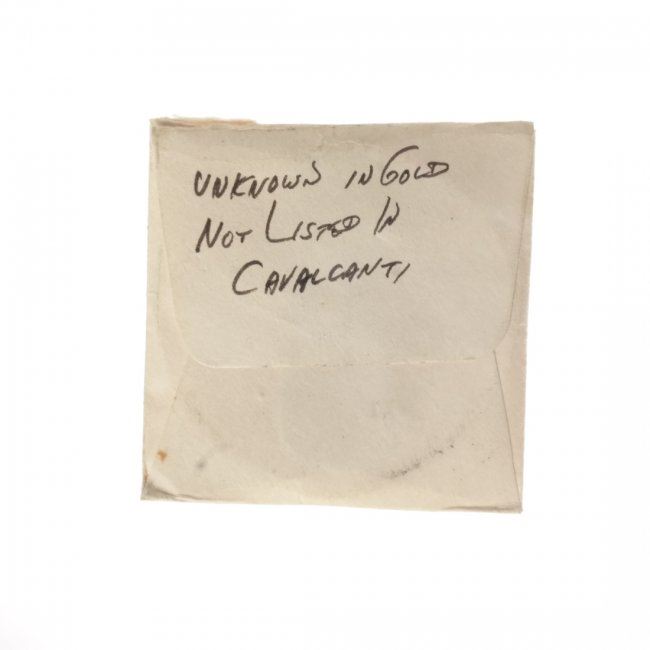 UNKNOWN IN GOLD
NOT LISTED IN
CAVALCANTI